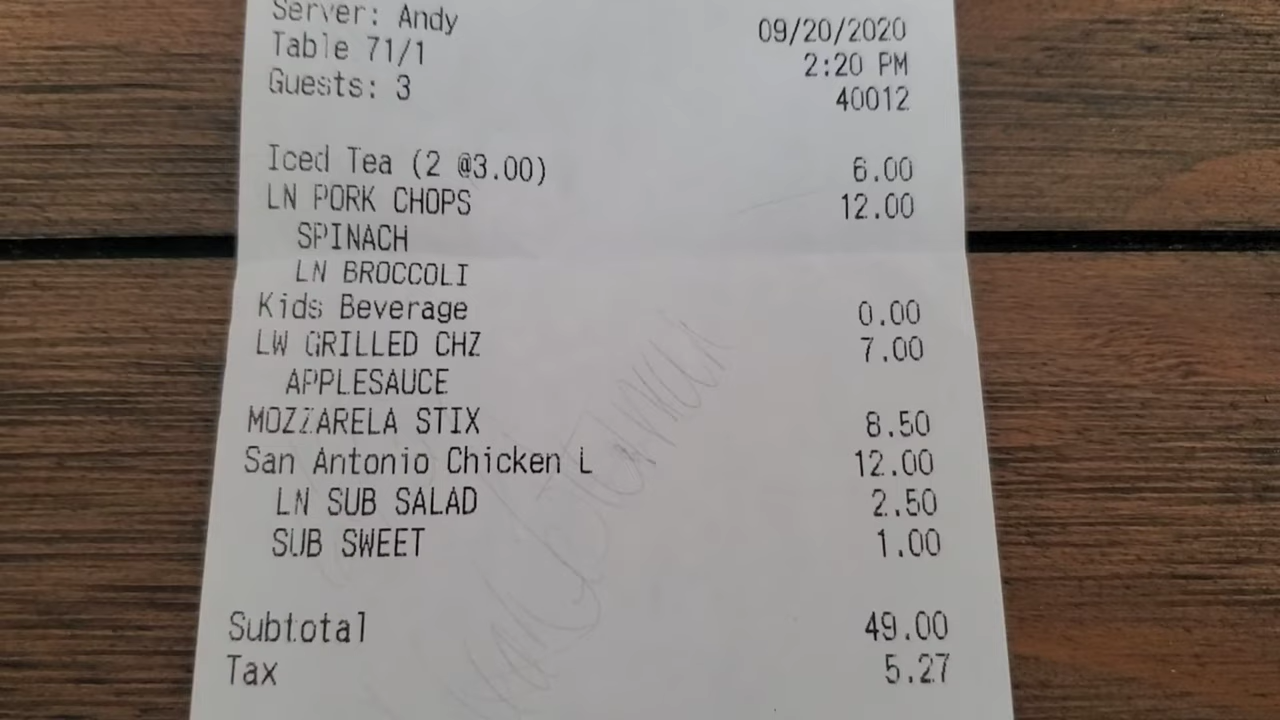 Server: Andy 09/20/2020
Table 71/1 2:20 PM
Guests: 3 40012
Iced Tea (2 @3.00) 6.00
LN PORK CHOPS 12.00
SPINACH
LN BROCCOLI
Kids Beverage 0.00
LW GRILLED CHZ 7.00
APPLESAUCE
MOZZARELA STIX 8.50
San Antonio Chicken L 12.00
LN SUB SALAD 2.50
SUB SWEET 1.00
Subtotal 49.00
Tax 5.27